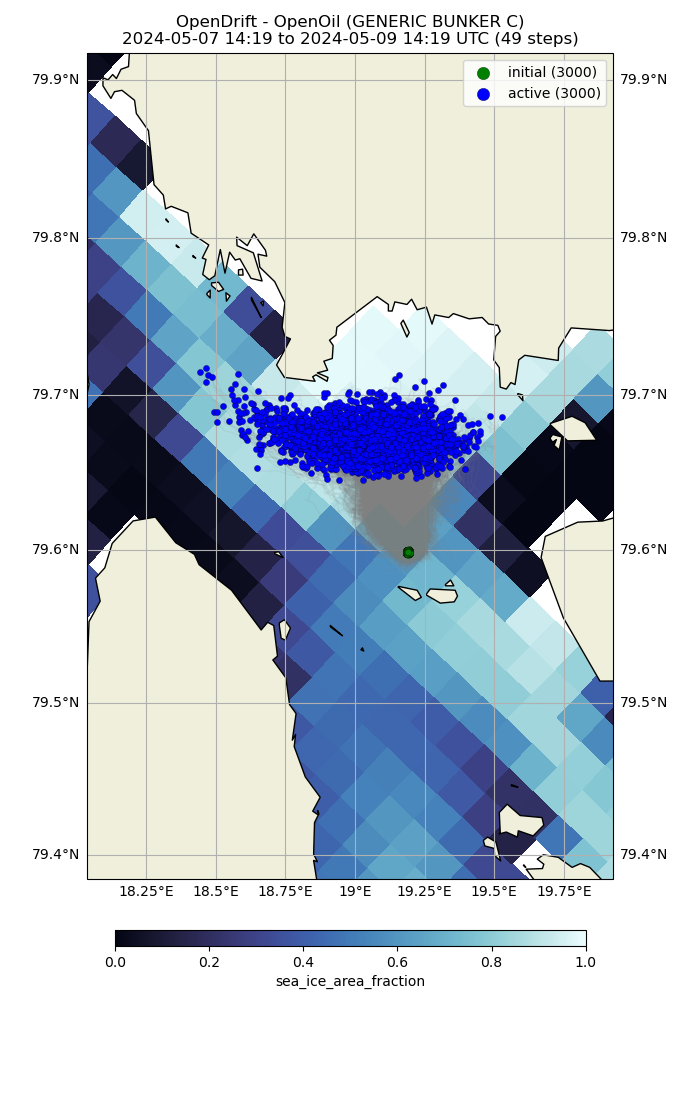 OpenDrift - OpenOil (GENERIC BUNKER C)
2024-05-07 14:19 to 2024-05-09 14:19 UTC (49 steps)
initial (3000)
active (3000)
79.9°N 79.9°N
79.8°N 79.8°N
79.7°N 79.7°N
79.6°N 79.6°N
79.5°N 79.5°N
79.4°N 79.4°N
18.25°E 18.5°E 18.75°E 19°E 19.25°E 19.5°E 19.75°E
0.0 0.2 0.4 0.6 0.8 1.0
sea_ice_area_fraction